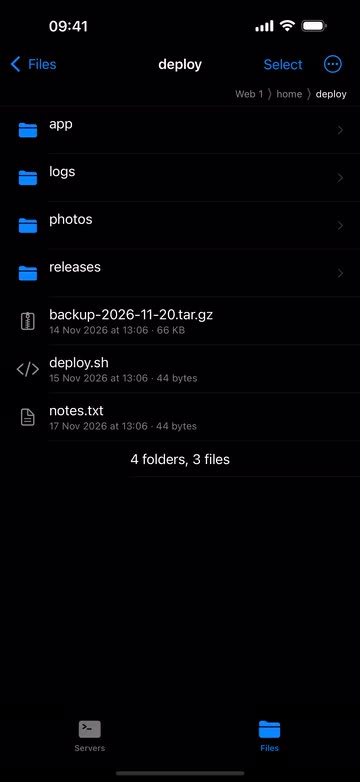 09:41
Files
deploy
Select
Web 1 〉 home 〉 deploy
app
logs
photos
releases
backup-2026-11-20.tar.gz
14 Nov 2026 at 13:06 · 66 KB
deploy.sh
15 Nov 2026 at 13:06 · 44 bytes
notes.txt
17 Nov 2026 at 13:06 · 44 bytes
4 folders, 3 files
Servers
Files